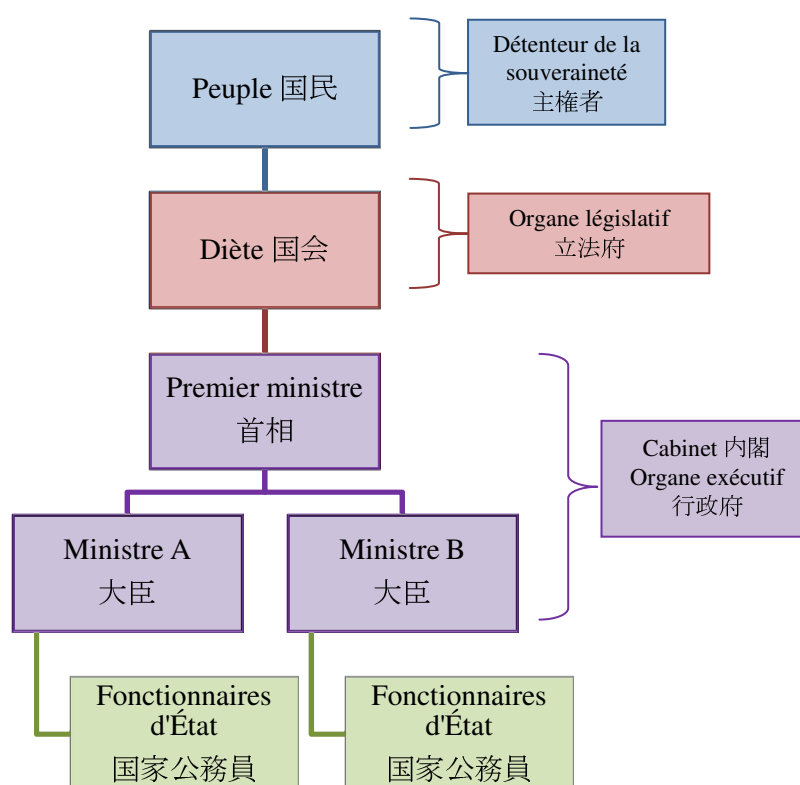 Peuple 国民
Détenteur de la
souveraineté
主権者
Diète 国会
Organe législatif
立法府
Premier ministre
首相
Cabinet 内閣
Organe exécutif
行政府
Ministre A
大臣
Ministre B
大臣
Fonctionnaires
d'État
国家公務員
Fonctionnaires
d'État
国家公務員